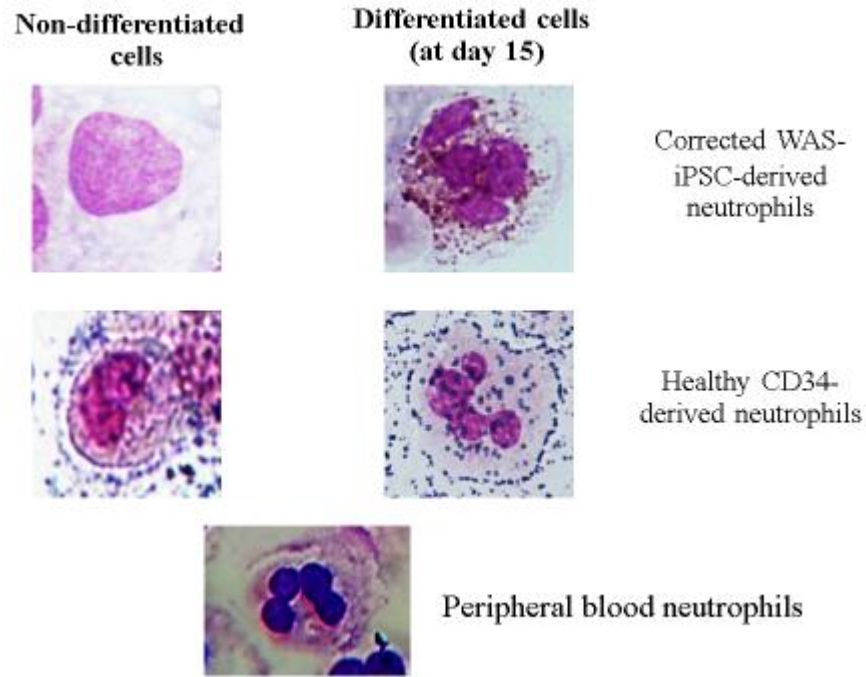 Non-differentiated
cells
Differentiated cells
(at day 15)
Corrected WAS-
iPSC-derived
neutrophils
Healthy CD34-
derived neutrophils
Peripheral blood neutrophils